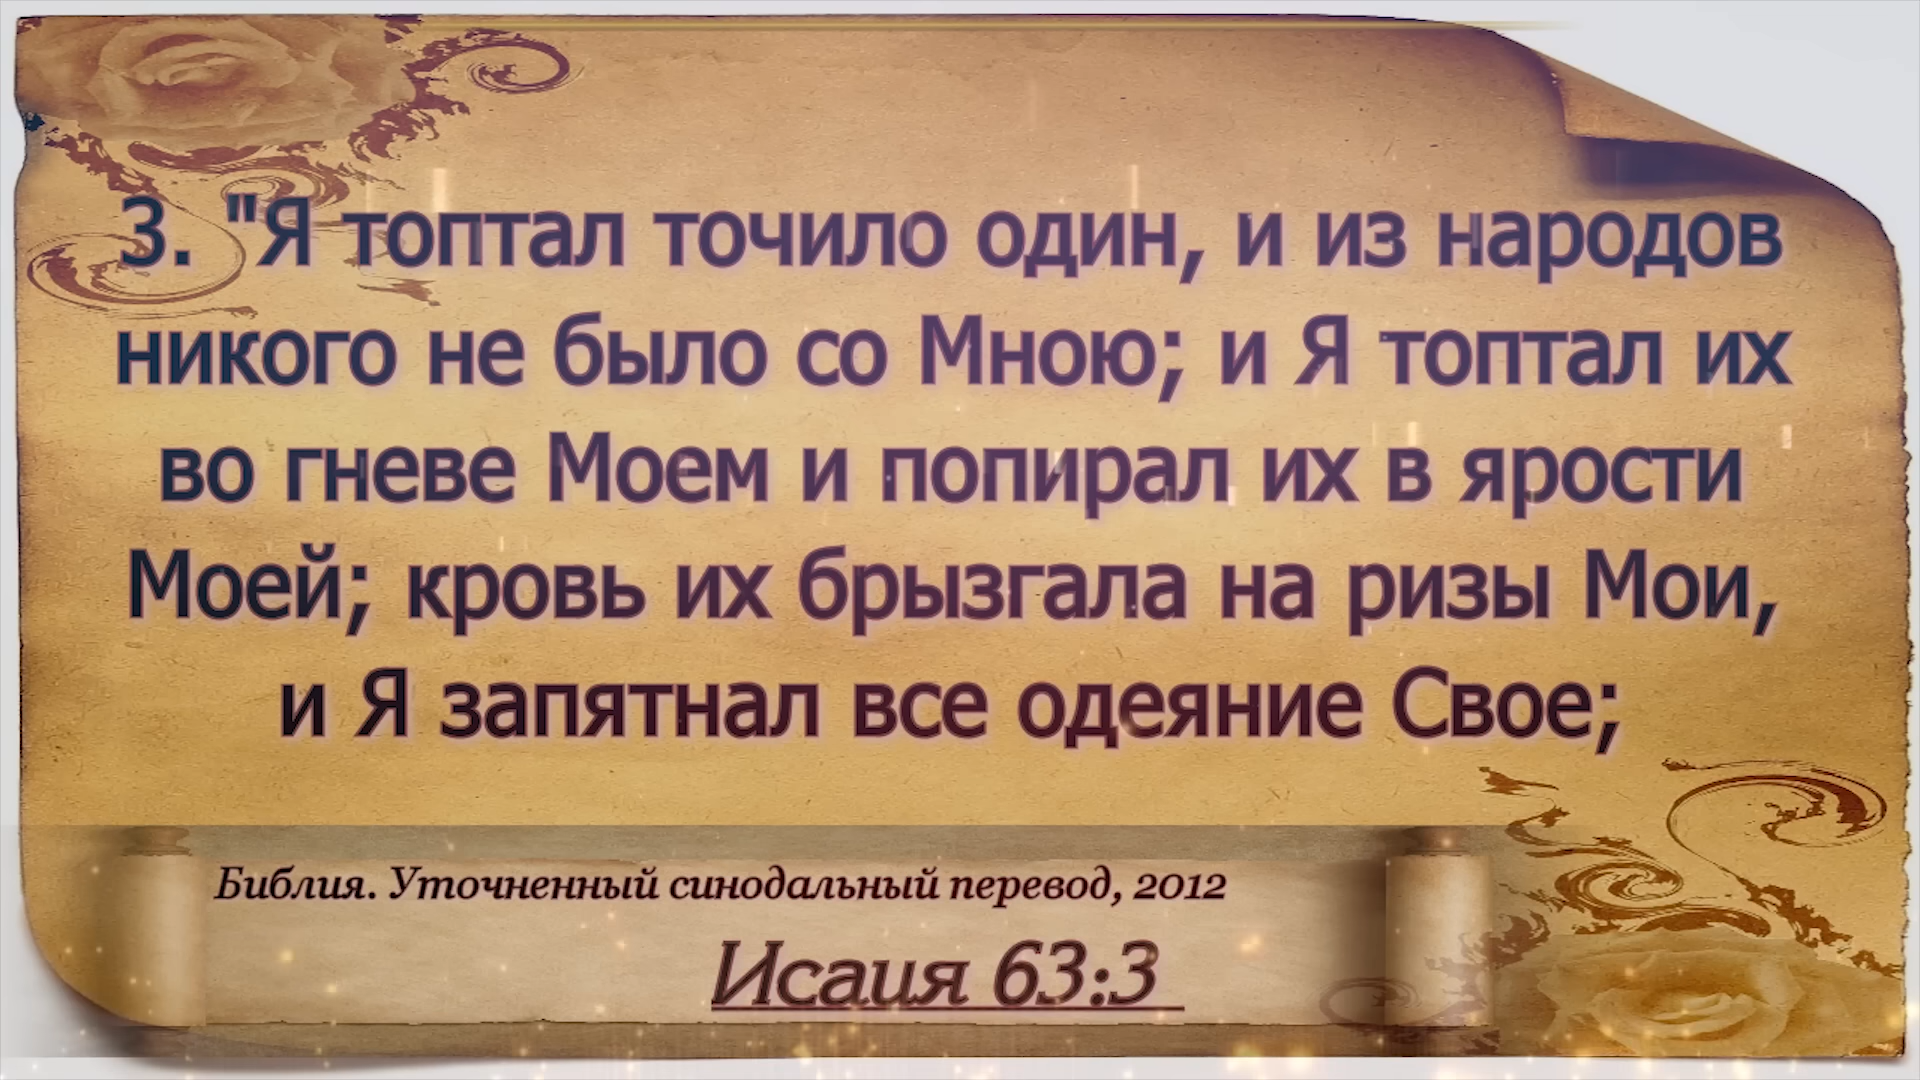 3. "Я топтал точило один, и из народов
никого не было со Мною; и Я топтал их
во гневе Моем и попирал их в ярости
Моей; кровь их брызгала на ризы Мои,
и Я запятнал все одеяние Свое;
Библия. Уточненный синодальный перевод, 2012
Исаия 63:3